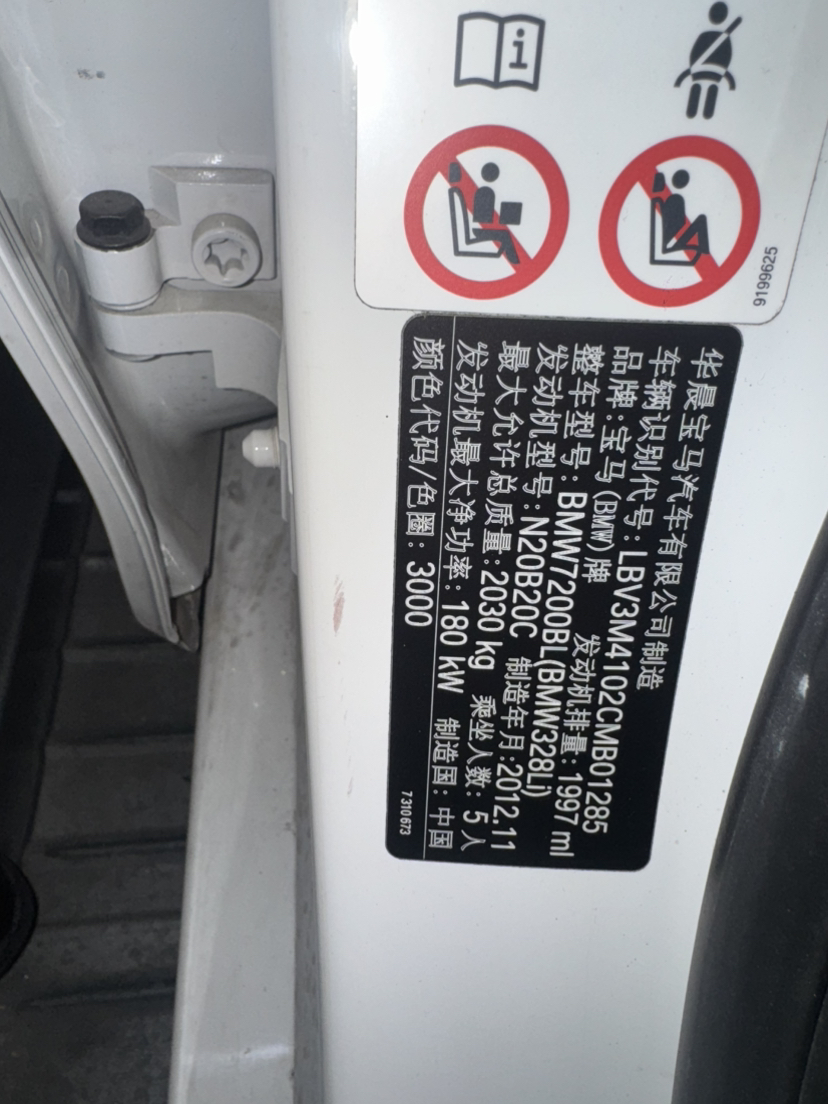 9199625
华晨宝马汽车有限公司制造
车辆识别代号:LBV3M4102CMB01285
品牌:宝马(BMW)牌 发动机排量:1997 ml
整车型号:BMW7200BL(BMW328Li)
发动机型号:N20B20C 制造年月:2012.11
最大允许总质量:2030 kg 乘坐人数:5人
发动机最大净功率:180 kW 制造国:中国
颜色代码/色圈:3000
7310673